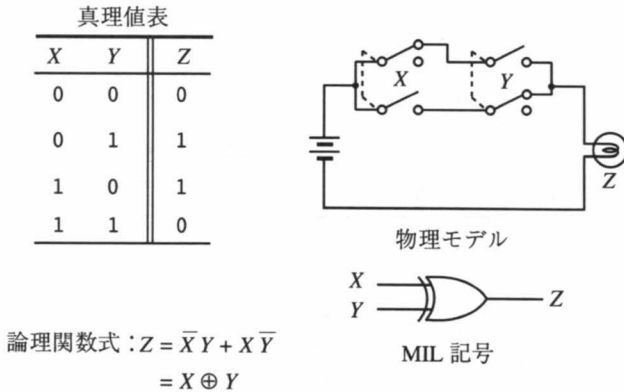 真理値表
X Y Z
0 0 0
0 1 1
1 0 1
1 1 0
X Y
Z
物理モデル
X
Y
Z
MIL 記号
論理関数式：Z = X̅ Y + X Y̅
= X ⊕ Y